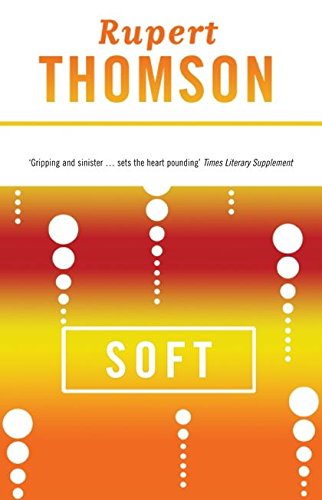 Rupert
THOMSON
‘Gripping and sinister … sets the heart pounding’ Times Literary Supplement
SOFT